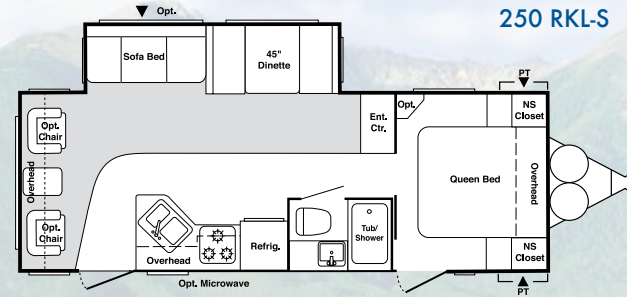 250 RKL-S
Opt.
Sofa Bed
45"
Dinette
PT
Opt.
Chair
Ent.
Ctr.
Opt.
NS
Closet
Overhead
Queen Bed
Overhead
Opt.
Chair
Overhead
Refrig.
Tub/
Shower
NS
Closet
Opt. Microwave
PT